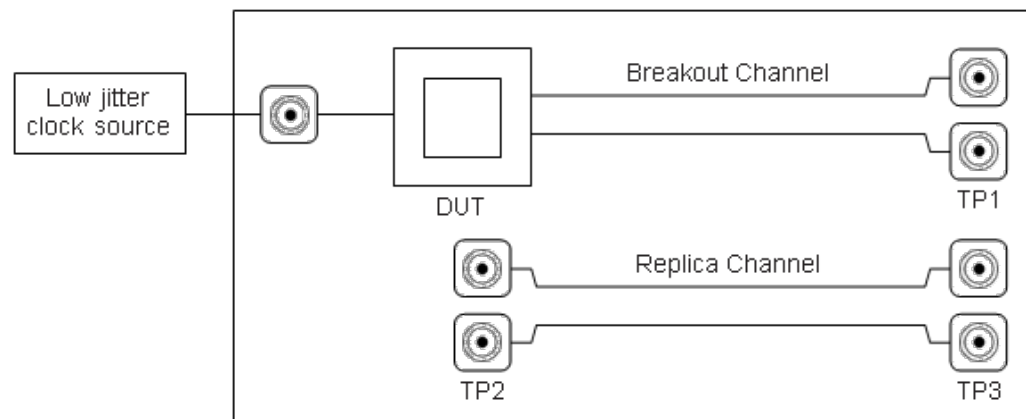 Low jitter
clock source
DUT
Breakout Channel
TP1
Replica Channel
TP2
TP3